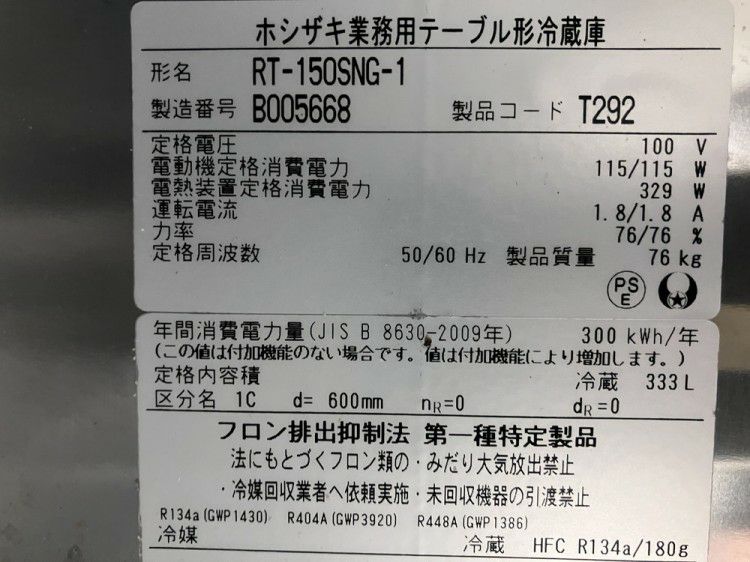 ホシザキ業務用テーブル形冷蔵庫
形名 RT-150SNG-1
製造番号 B005668 製品コード T292
定格電圧 100 V
電動機定格消費電力 115/115 W
電熱装置定格消費電力 329 W
運転電流 1.8/1.8 A
力率 76/76 %
定格周波数 50/60 Hz 製品質量 76 kg
PS
E
年間消費電力量(JIS B 8630-2009年) 300 kWh/年
(この値は付加機能のない場合です。値は付加機能により増加します。)
定格内容積 冷蔵 333L
区分名 1C d= 600mm nR=0 dR=0
フロン排出抑制法 第一種特定製品
法にもとづくフロン類の・みだり大気放出禁止
・冷媒回収業者へ依頼実施・未回収機器の引渡禁止
R134a(GWP1430) R404A(GWP3920) R448A(GWP1386)
冷媒
冷蔵 HFC R134a/180g